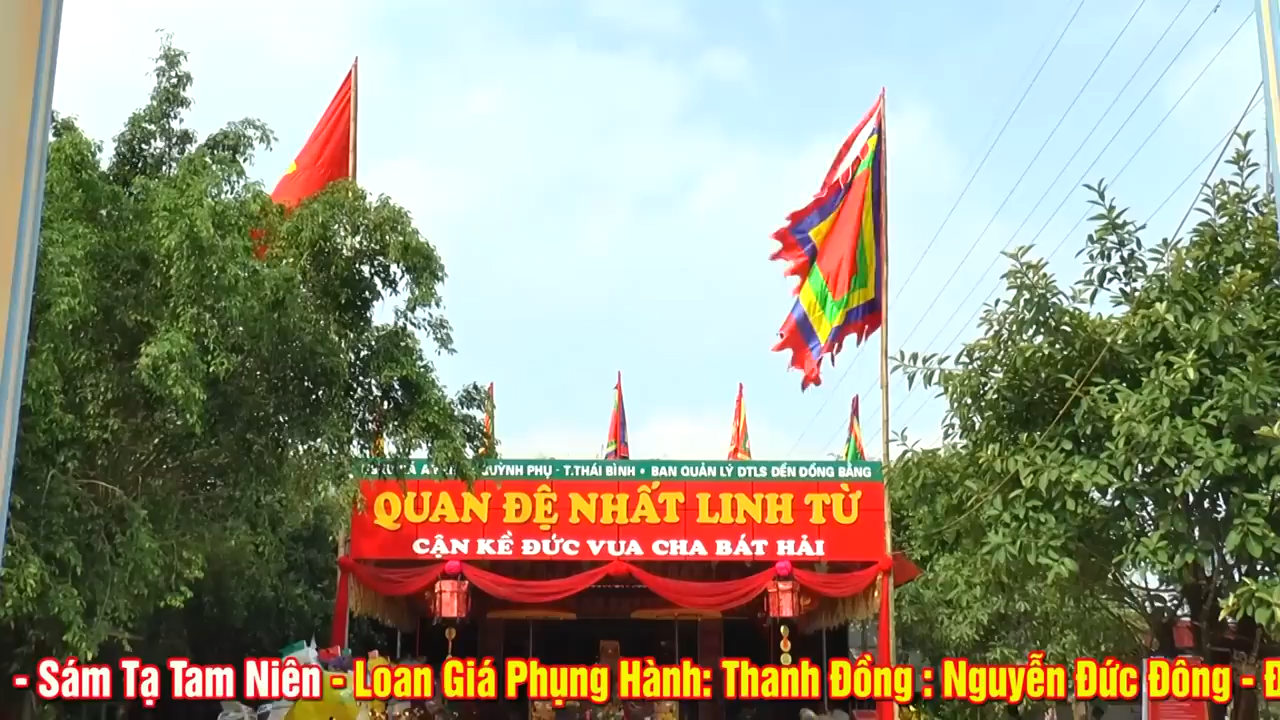 QUỲNH PHỤ - T.THÁI BÌNH • BAN QUẢN LÝ DTLS ĐỀN ĐỒNG BẰNG
QUAN ĐỆ NHẤT LINH TỪ
CẬN KỀ ĐỨC VUA CHA BÁT HẢI
- Sám Tạ Tam Niên - Loan Giá Phụng Hành: Thanh Đồng : Nguyễn Đức Đông - Đ